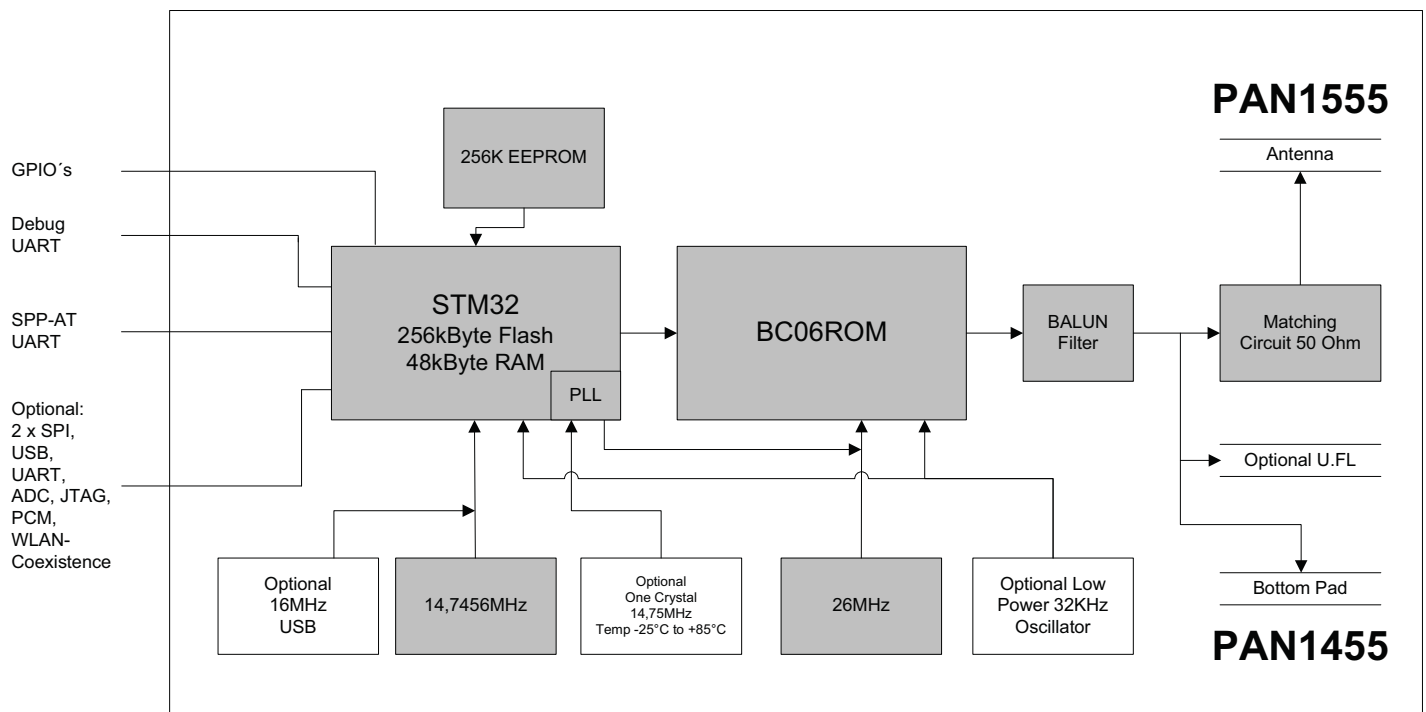 PAN1555
Antenna
256K EEPROM
GPIO´s
Debug
UART
SPP-AT
UART
Optional:
2 x SPI,
USB,
UART,
ADC, JTAG,
PCM,
WLAN-
Coexistence
STM32
256kByte Flash
48kByte RAM
PLL
BC06ROM
BALUN
Filter
Matching
Circuit 50 Ohm
Optional U.FL
Optional
16MHz
USB
14,7456MHz
Optional
One Crystal
14,75MHz
Temp -25°C to +85°C
26MHz
Optional Low
Power 32KHz
Oscillator
Bottom Pad
PAN1455